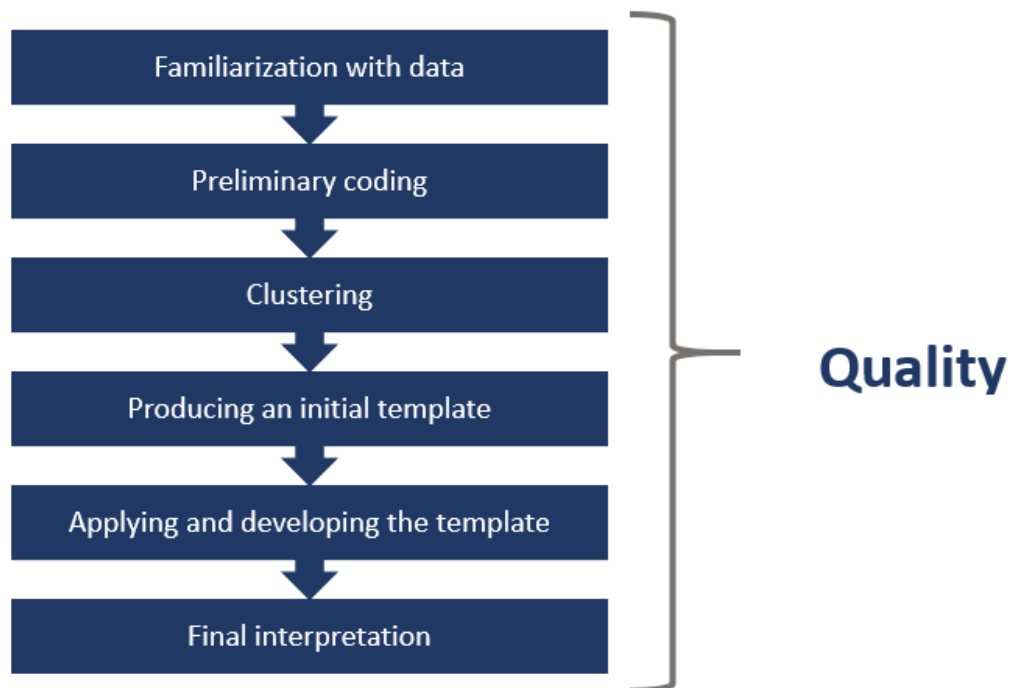 Familiarization with data
Preliminary coding
Clustering
Producing an initial template
Applying and developing the template
Final interpretation
Quality